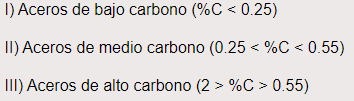 I) Aceros de bajo carbono (%C < 0.25)
II) Aceros de medio carbono (0.25 < %C < 0.55)
III) Aceros de alto carbono (2 > %C > 0.55)